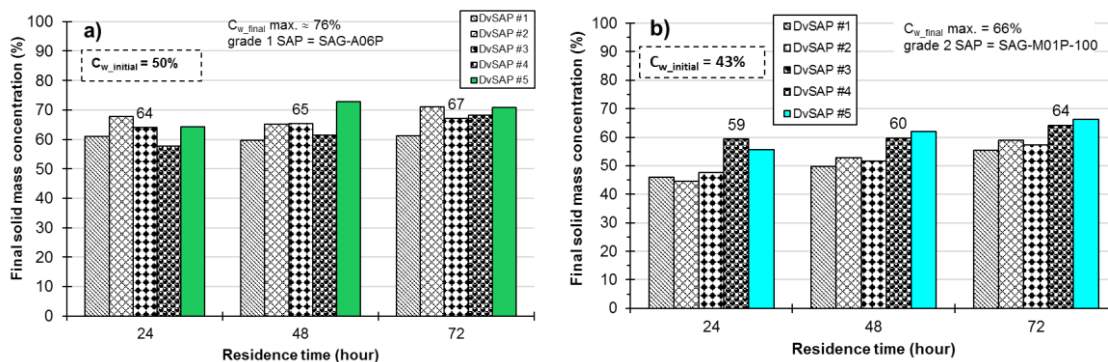 a)
C_w_final max. ≈ 76%
grade 1 SAP = SAG-A06P
C_w_initial = 50%
DvSAP #1
DvSAP #2
DvSAP #3
DvSAP #4
DvSAP #5
Final solid mass concentration (%)
100
90
80
70
60
50
40
30
20
10
0
64
65
67
24
48
72
Residence time (hour)
b)
C_w_final max. = 66%
grade 2 SAP = SAG-M01P-100
C_w_initial = 43%
DvSAP #1
DvSAP #2
DvSAP #3
DvSAP #4
DvSAP #5
Final solid mass concentration (%)
100
90
80
70
60
50
40
30
20
10
0
59
60
64
24
48
72
Residence time (hour)